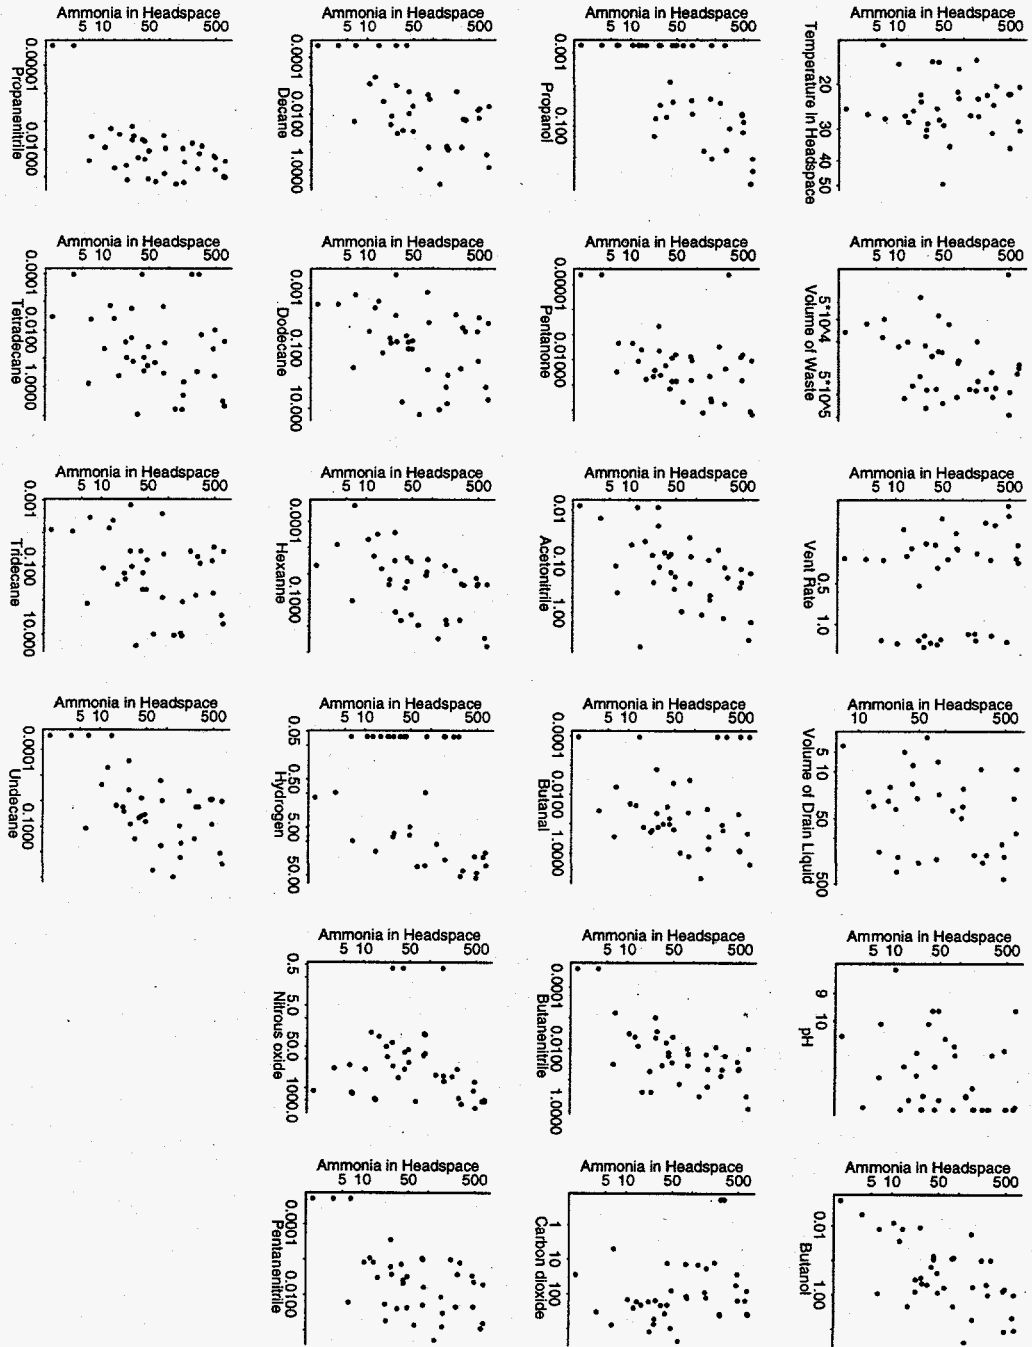 Ammonia in Headspace
5 10 50 500
0.00001 0.01000
Propanenitrile
Ammonia in Headspace
5 10 50 500
0.0001 0.0100 1.0000
Decane
Ammonia in Headspace
5 10 50 500
0.001 0.100
Propanol
Ammonia in Headspace
5 10 50 500
20 30 40 50
Temperature in Headspace
Ammonia in Headspace
5 10 50 500
0.0001 0.0100 1.0000
Tetradecane
Ammonia in Headspace
5 10 50 500
0.001 0.100 10.000
Dodecane
Ammonia in Headspace
5 10 50 500
0.00001 0.01000
Pentanone
Ammonia in Headspace
5 10 50 500
5*10^4 5*10^5
Volume of Waste
Ammonia in Headspace
5 10 50 500
0.001 0.100 10.000
Tridecane
Ammonia in Headspace
5 10 50 500
0.0001 0.1000
Hexanne
Ammonia in Headspace
5 10 50 500
0.01 0.10 1.00
Acetonitrile
Ammonia in Headspace
5 10 50 500
0.5 1.0
Vent Rate
Ammonia in Headspace
5 10 50 500
0.0001 0.1000
Undecane
Ammonia in Headspace
5 10 50 500
0.05 0.50 5.00 50.00
Hydrogen
Ammonia in Headspace
5 10 50 500
0.0001 0.0100 1.0000
Butanal
Ammonia in Headspace
10 50 500
5 10 50 500
Volume of Drain Liquid
Ammonia in Headspace
5 10 50 500
0.5 5.0 50.0 1000.0
Nitrous oxide
Ammonia in Headspace
5 10 50 500
0.0001 0.0100 1.0000
Butanenitrile
Ammonia in Headspace
5 10 50 500
9 10
pH
Ammonia in Headspace
5 10 50 500
0.0001 0.0100
Pentanenitrile
Ammonia in Headspace
5 10 50 500
1 10 100
Carbon dioxide
Ammonia in Headspace
5 10 50 500
0.01 1.00
Butanol